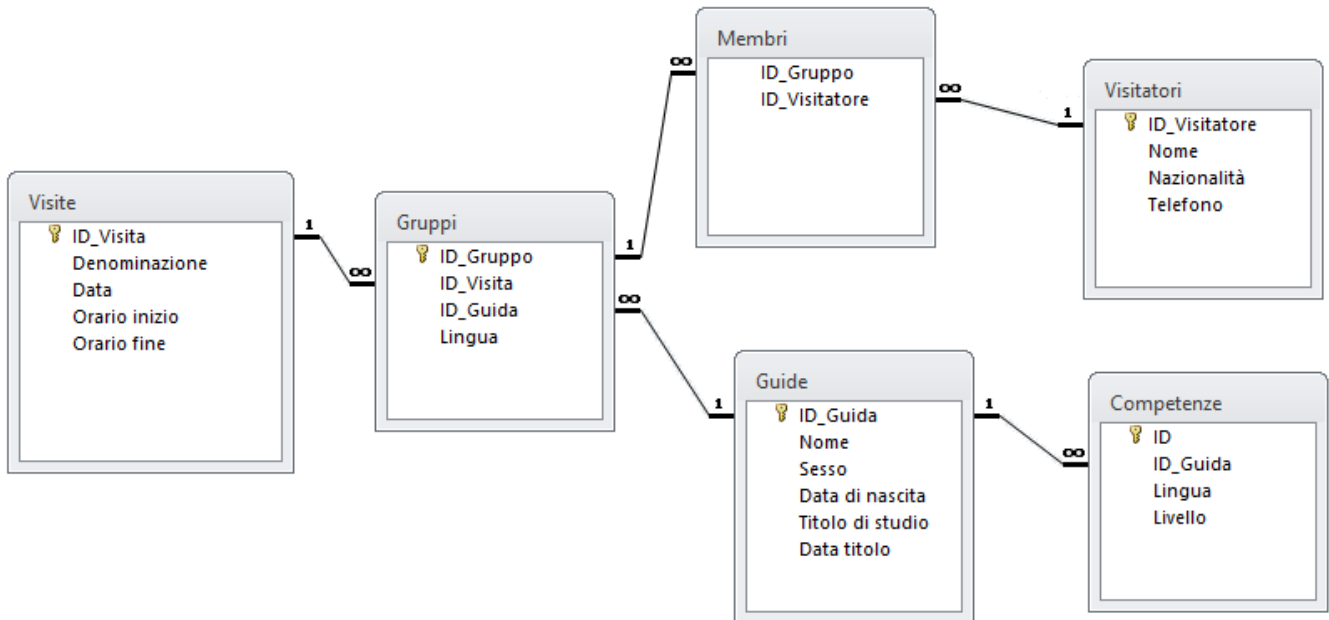 Visite
ID_Visita
Denominazione
Data
Orario inizio
Orario fine
1
∞
Gruppi
ID_Gruppo
ID_Visita
ID_Guida
Lingua
1
∞
∞
1
Membri
ID_Gruppo
ID_Visitatore
∞
1
Visitatori
ID_Visitatore
Nome
Nazionalità
Telefono
Guide
ID_Guida
Nome
Sesso
Data di nascita
Titolo di studio
Data titolo
1
∞
Competenze
ID
ID_Guida
Lingua
Livello